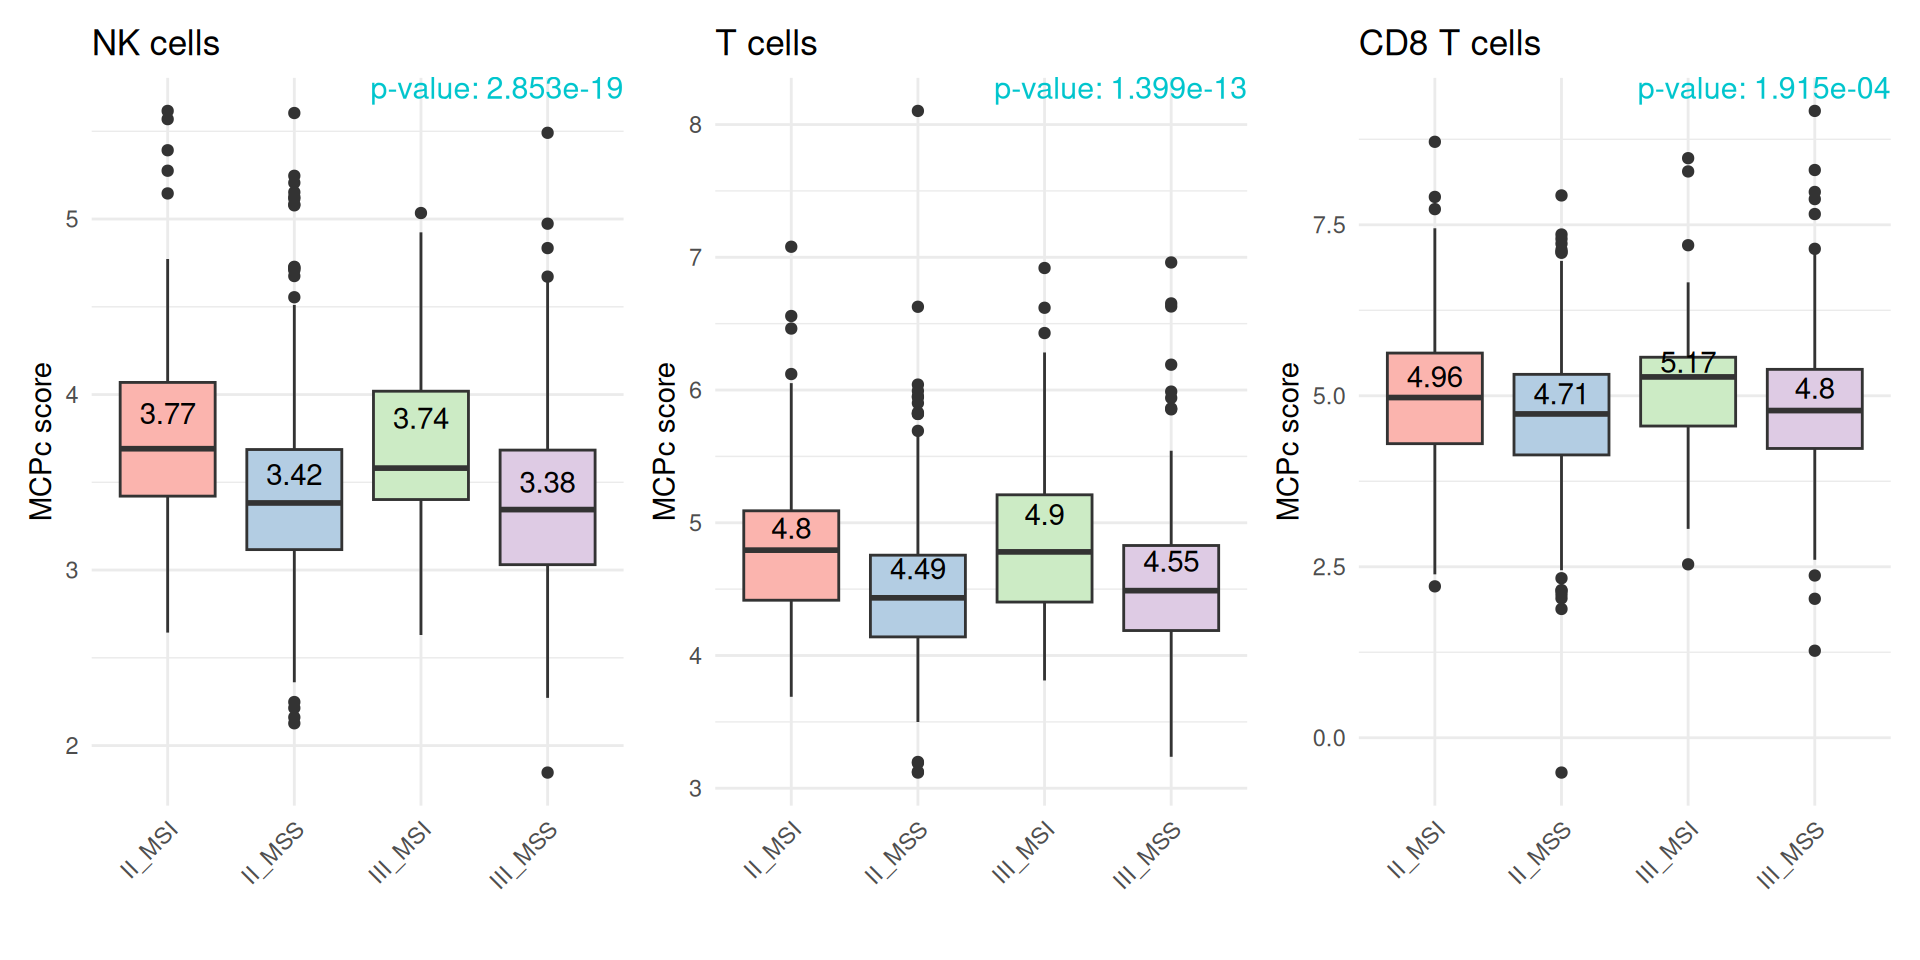 NK cells
p-value: 2.853e-19
MCPc score
5
4
3
2
3.77
3.42
3.74
3.38
II_MSI
II_MSS
III_MSI
III_MSS
T cells
p-value: 1.399e-13
MCPc score
8
7
6
5
4
3
4.8
4.49
4.9
4.55
II_MSI
II_MSS
III_MSI
III_MSS
CD8 T cells
p-value: 1.915e-04
MCPc score
7.5
5.0
2.5
0.0
4.96
4.71
5.17
4.8
II_MSI
II_MSS
III_MSI
III_MSS